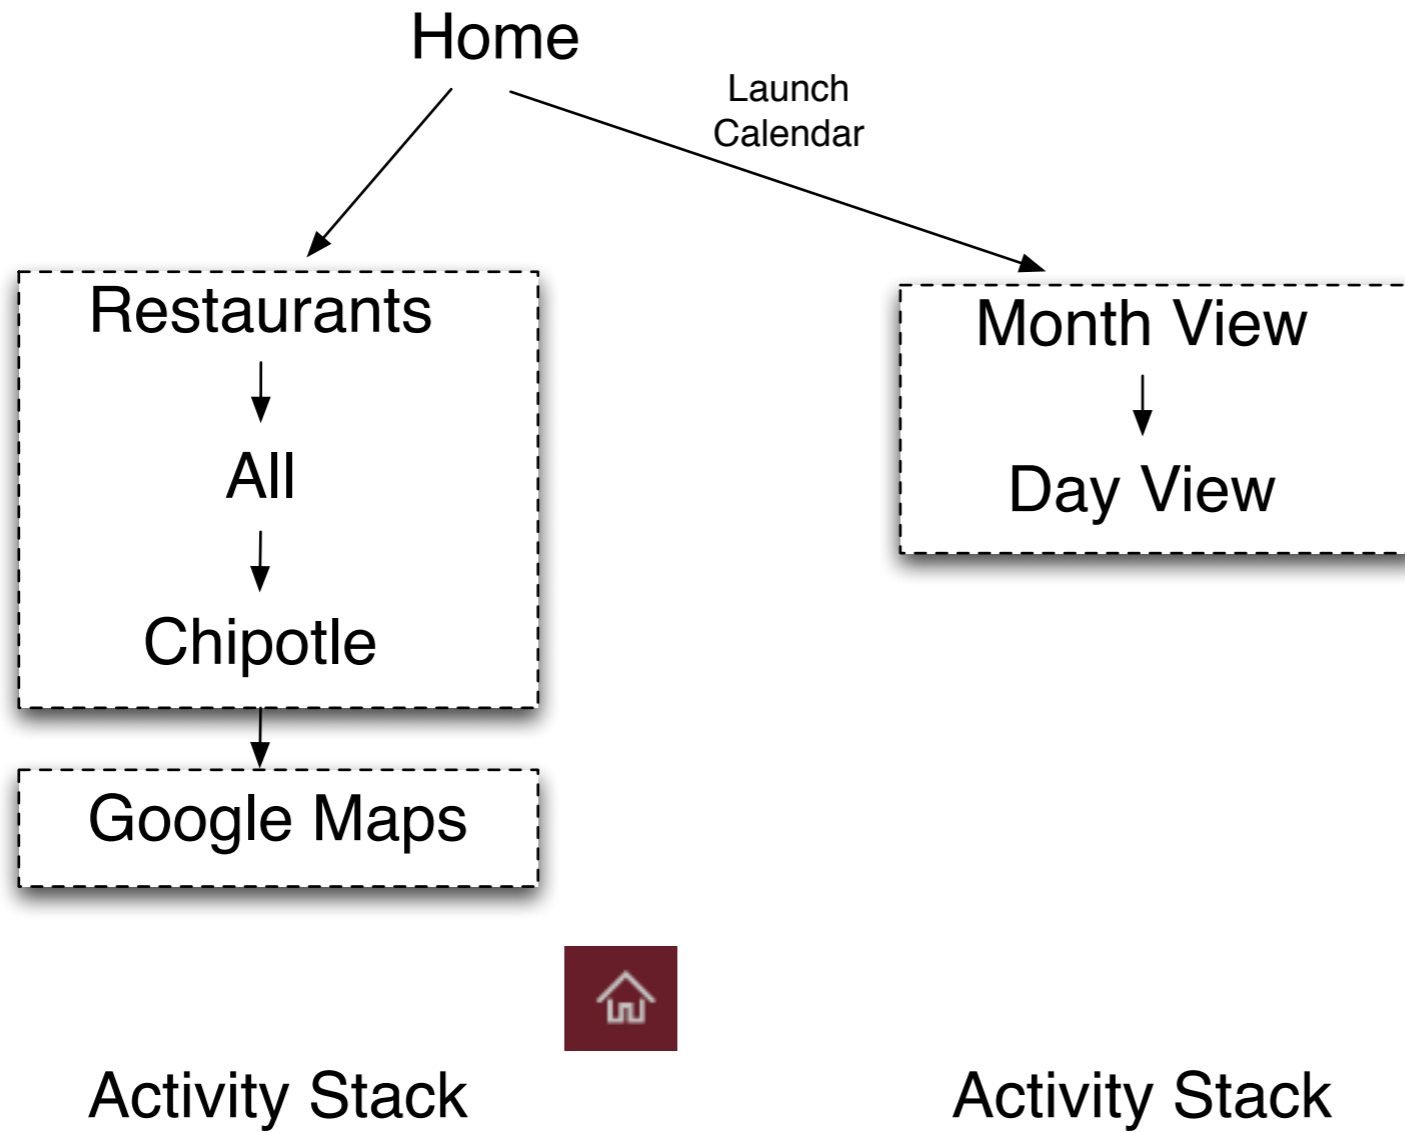 Home
Launch
Calendar
Restaurants
All
Chipotle
Google Maps
Month View
Day View
Activity Stack
Activity Stack